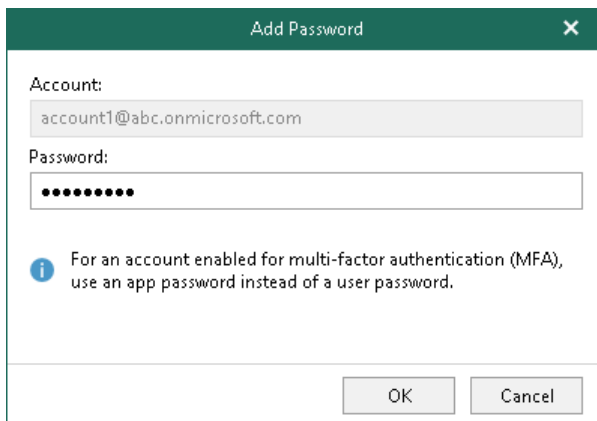 Add Password
Account:
account1@abc.onmicrosoft.com
Password:
●●●●●●●●●
For an account enabled for multi-factor authentication (MFA),
use an app password instead of a user password.
OK
Cancel